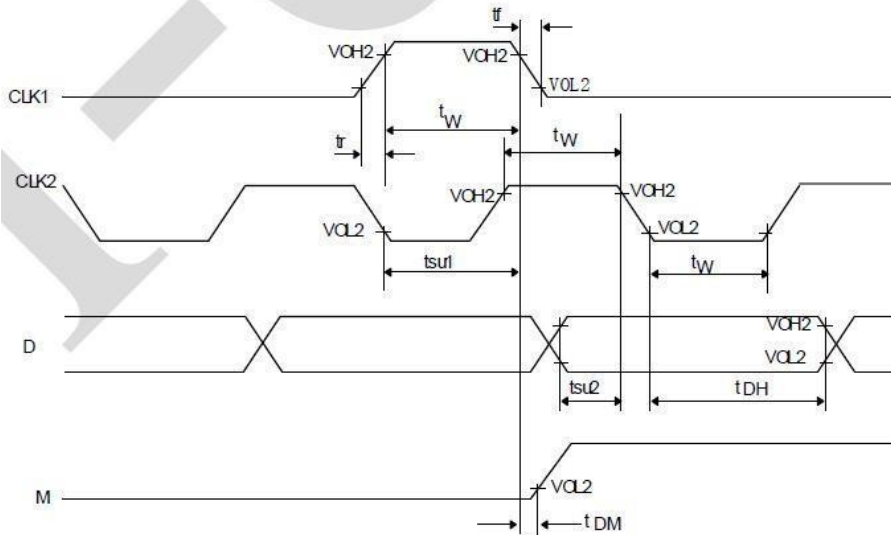 tf
VOH2
VOH2
VOL2
CLK1
tW
tW
tr
CLK2
VOH2
VOH2
VOL2
VOL2
tsu1
tW
D
VOH2
VOL2
tsu2
tDH
M
VOL2
tDM